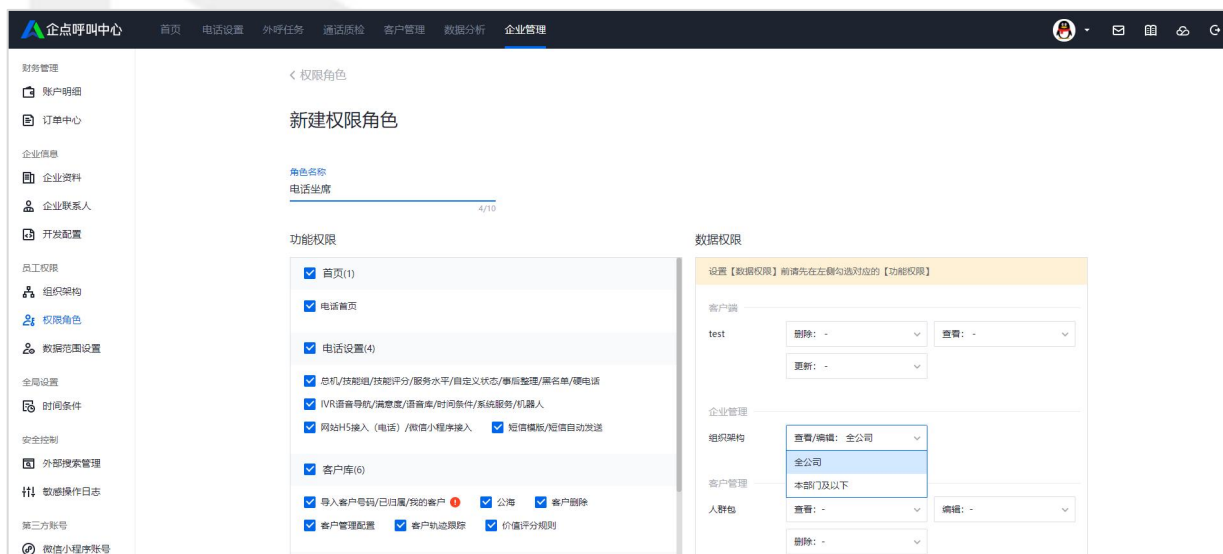 企点呼叫中心 首页 电话设置 外呼任务 通话质检 客户管理 数据分析 企业管理
财务管理
账户明细
订单中心
企业信息
企业资料
企业联系人
开发配置
员工权限
组织架构
权限角色
数据范围设置
全局设置
时间条件
安全控制
外部搜索管理
敏感操作日志
第三方账号
微信小程序账号
< 权限角色
新建权限角色
角色名称
电话坐席
4/10
功能权限
首页(1)
电话首页
电话设置(4)
总机/技能组/技能评分/服务水平/自定义状态/事后整理/黑名单/硬电话
IVR语音导航/满意度/语音库/时间条件/系统服务/机器人
网站H5接入(电话)/微信小程序接入 短信模版/短信自动发送
客户库(6)
导入客户号码/已归属/我的客户 公海 客户删除
客户管理配置 客户轨迹跟踪 价值评分规则
数据权限
设置【数据权限】前请先在左侧勾选对应的【功能权限】
客户端
test 删除: - 查看: -
更新: -
企业管理
组织架构 查看/编辑: 全公司
全公司
本部门及以下
客户管理
人群包 查看: - 编辑: -
删除: -